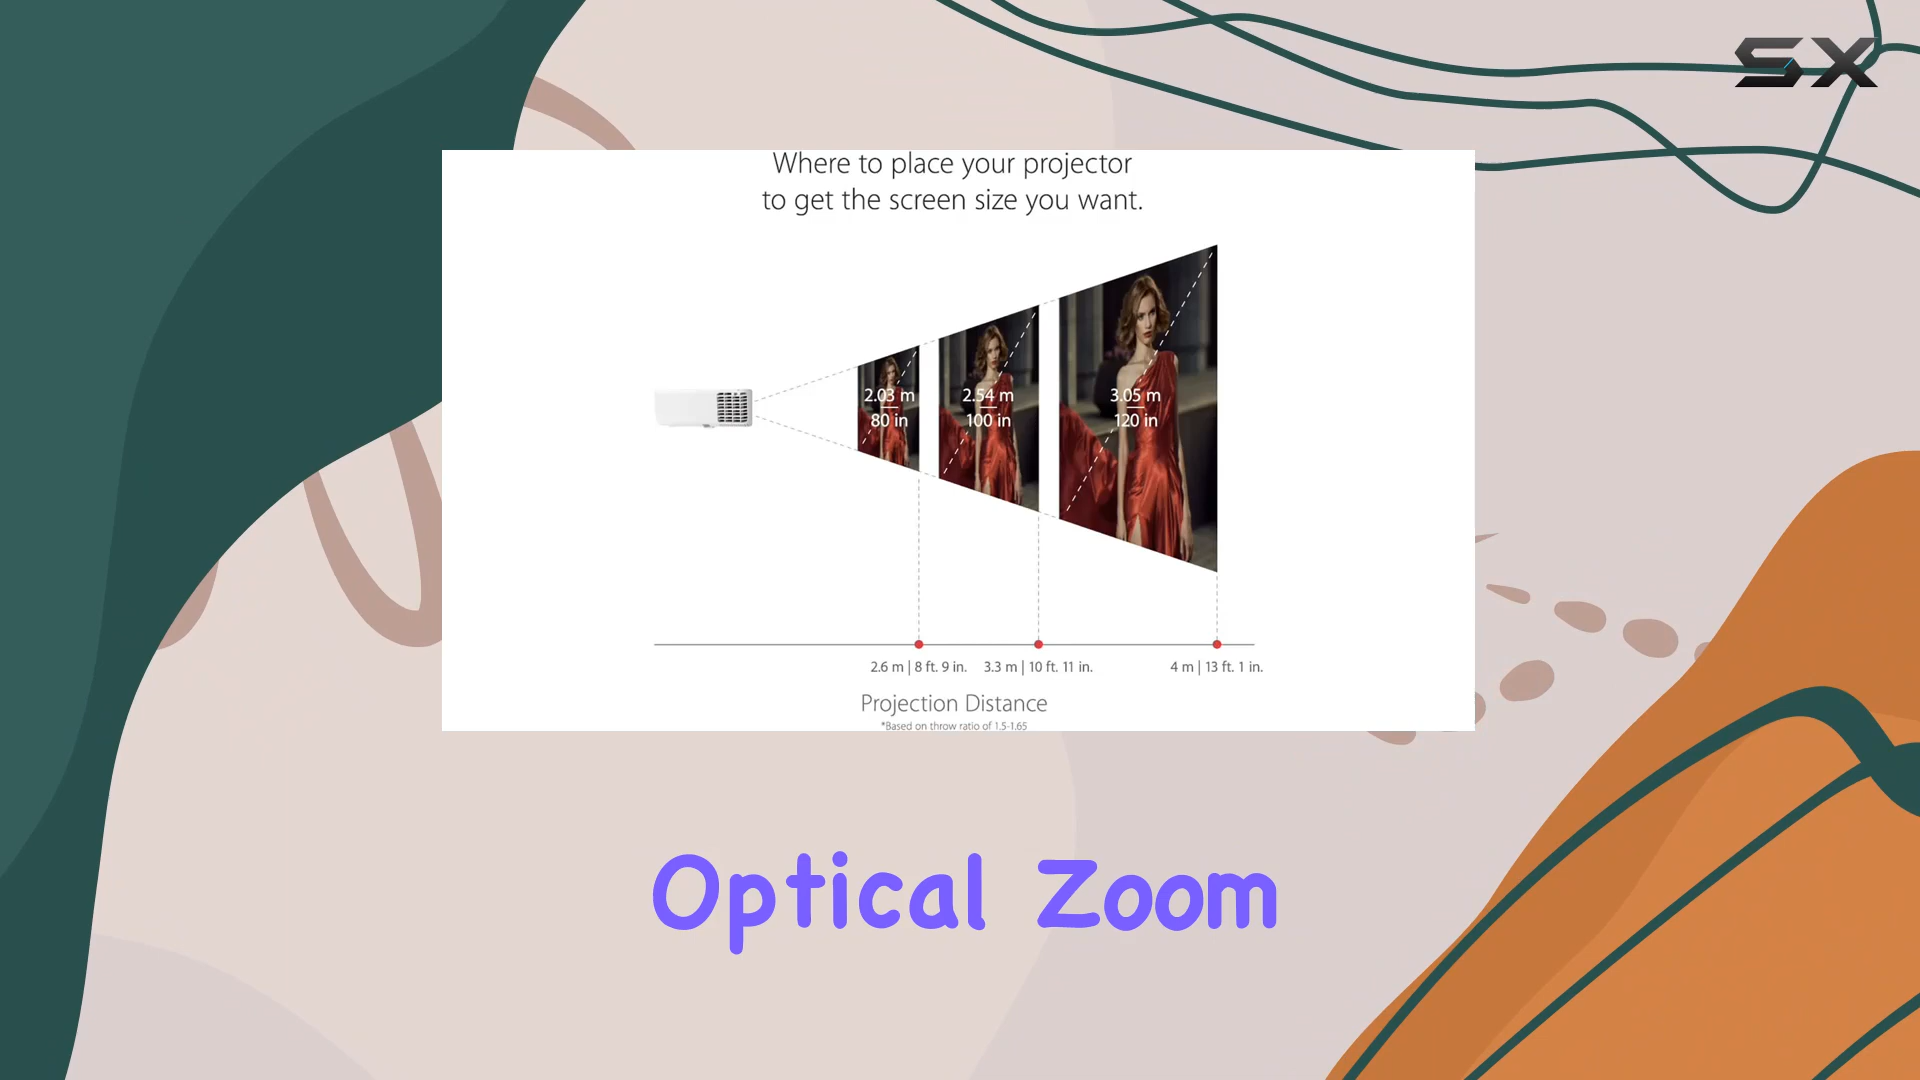 SX
Where to place your projector
to get the screen size you want.
2.03 m
80 in
2.54 m
100 in
3.05 m
120 in
2.6 m | 8 ft. 9 in.
3.3 m | 10 ft. 11 in.
4 m | 13 ft. 1 in.
Projection Distance
*Based on throw ratio of 1.5-1.65
Optical Zoom